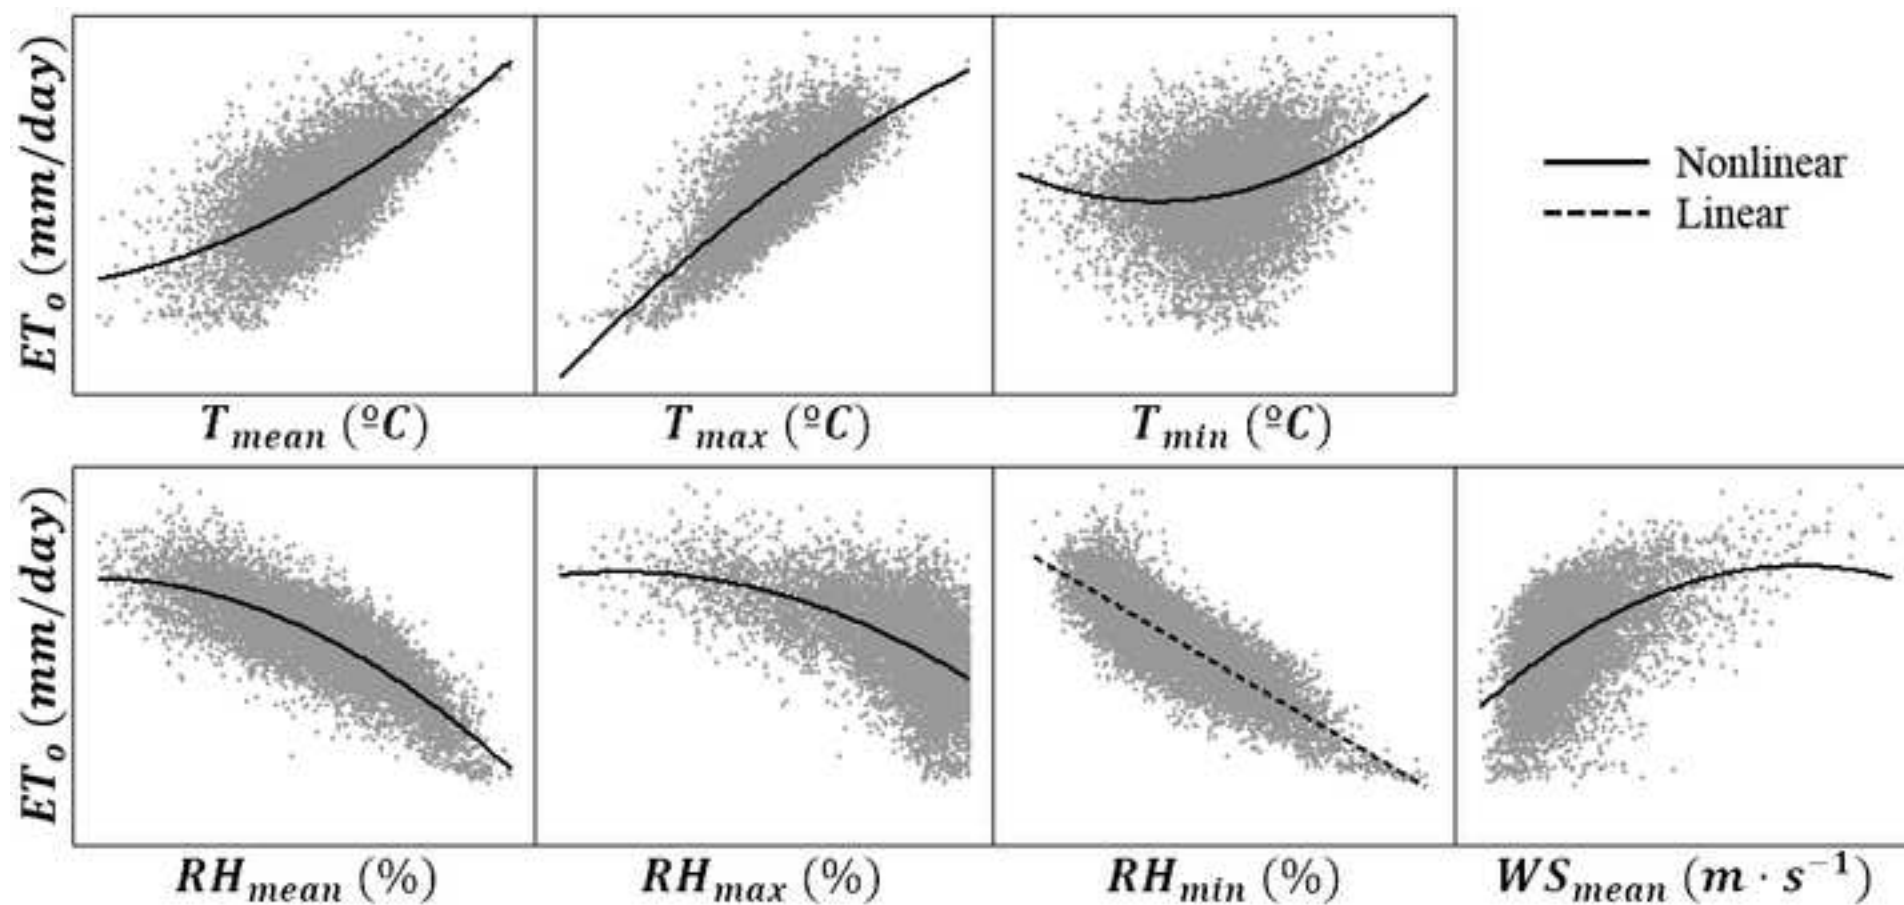 ET_o (mm/day)
T_mean (ºC)
T_max (ºC)
T_min (ºC)
Nonlinear
Linear
ET_o (mm/day)
RH_mean (%)
RH_max (%)
RH_min (%)
WS_mean (m · s⁻¹)